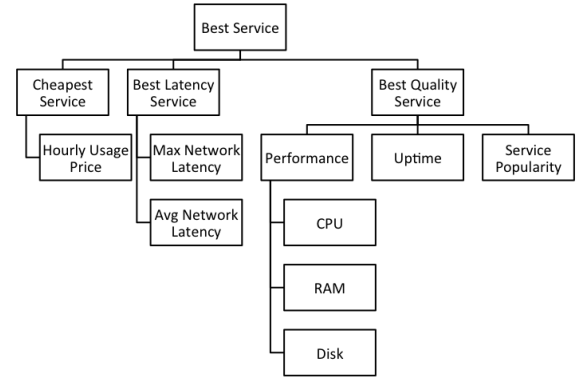 Best Service
Cheapest
Service
Best Latency
Service
Best Quality
Service
Hourly Usage
Price
Max Network
Latency
Performance
Uptime
Service
Popularity
Avg Network
Latency
CPU
RAM
Disk